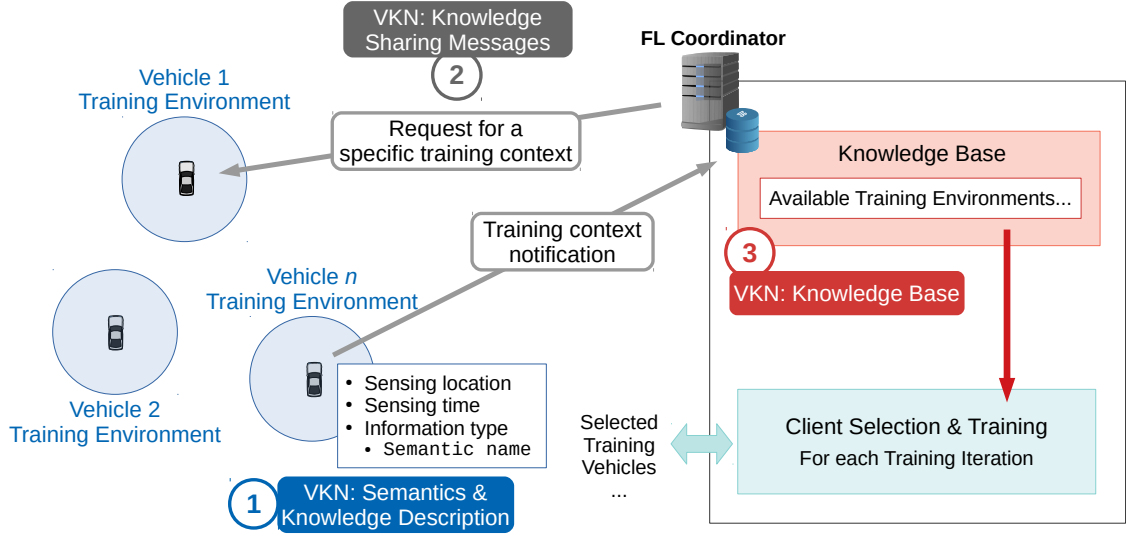 VKN: Knowledge
Sharing Messages
2
FL Coordinator
Vehicle 1
Training Environment
Request for a
specific training context
Knowledge Base
Available Training Environments...
Training context
notification
3
VKN: Knowledge Base
Vehicle n
Training Environment
Vehicle 2
Training Environment
• Sensing location
• Sensing time
• Information type
• Semantic name
Selected
Training
Vehicles
...
Client Selection & Training
For each Training Iteration
1
VKN: Semantics &
Knowledge Description